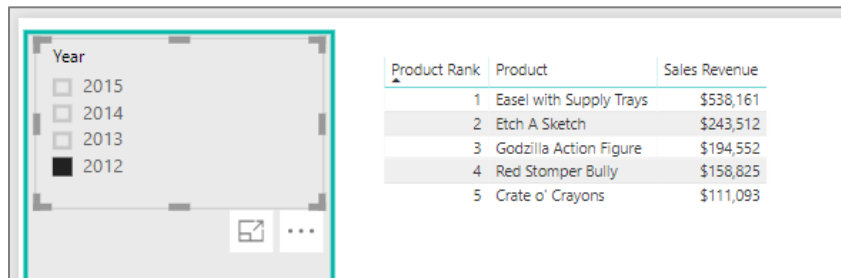 Year
2015
2014
2013
2012
Product Rank Product Sales Revenue
1 Easel with Supply Trays $538,161
2 Etch A Sketch $243,512
3 Godzilla Action Figure $194,552
4 Red Stomper Bully $158,825
5 Crate o' Crayons $111,093